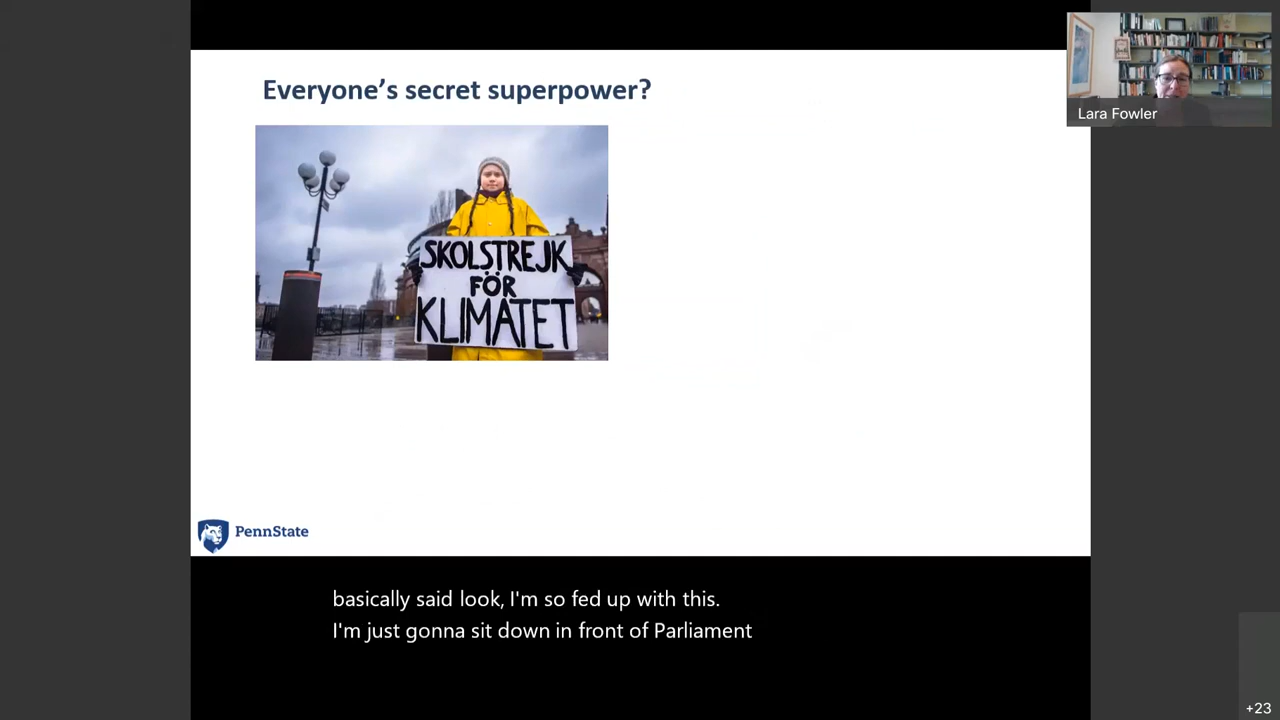 Everyone's secret superpower?
Lara Fowler
SKOLSTREJK
FÖR
KLIMATET
PennState
basically said look, I'm so fed up with this.
I'm just gonna sit down in front of Parliament
+23